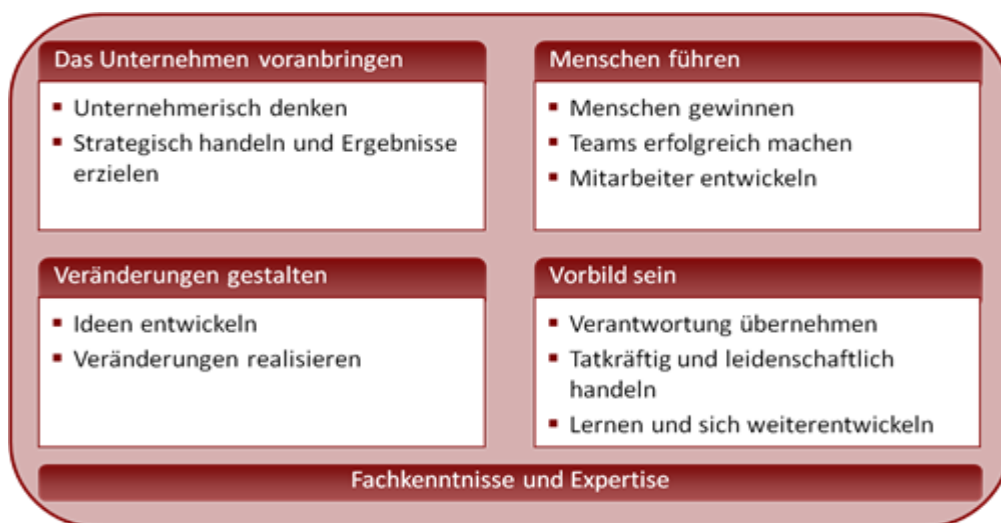 Das Unternehmen voranbringen
▪ Unternehmerisch denken
▪ Strategisch handeln und Ergebnisse
erzielen
Menschen führen
▪ Menschen gewinnen
▪ Teams erfolgreich machen
▪ Mitarbeiter entwickeln
Veränderungen gestalten
▪ Ideen entwickeln
▪ Veränderungen realisieren
Vorbild sein
▪ Verantwortung übernehmen
▪ Tatkräftig und leidenschaftlich
handeln
▪ Lernen und sich weiterentwickeln
Fachkenntnisse und Expertise